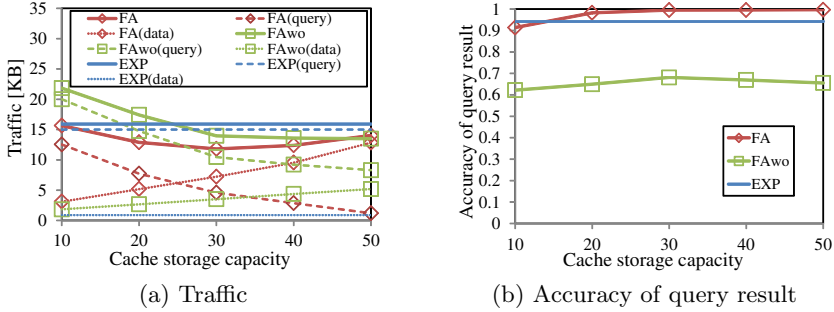 35
30
25
20
15
10
5
0
Traffic [KB]
FA
FA(query)
FA(data)
FAwo
FAwo(query)
FAwo(data)
EXP
EXP(query)
EXP(data)
10 20 30 40 50
Cache storage capacity
(a) Traffic
1
0.9
0.8
0.7
0.6
0.5
0.4
0.3
0.2
0.1
0
Accuracy of query result
FA
FAwo
EXP
10 20 30 40 50
Cache storage capacity
(b) Accuracy of query result